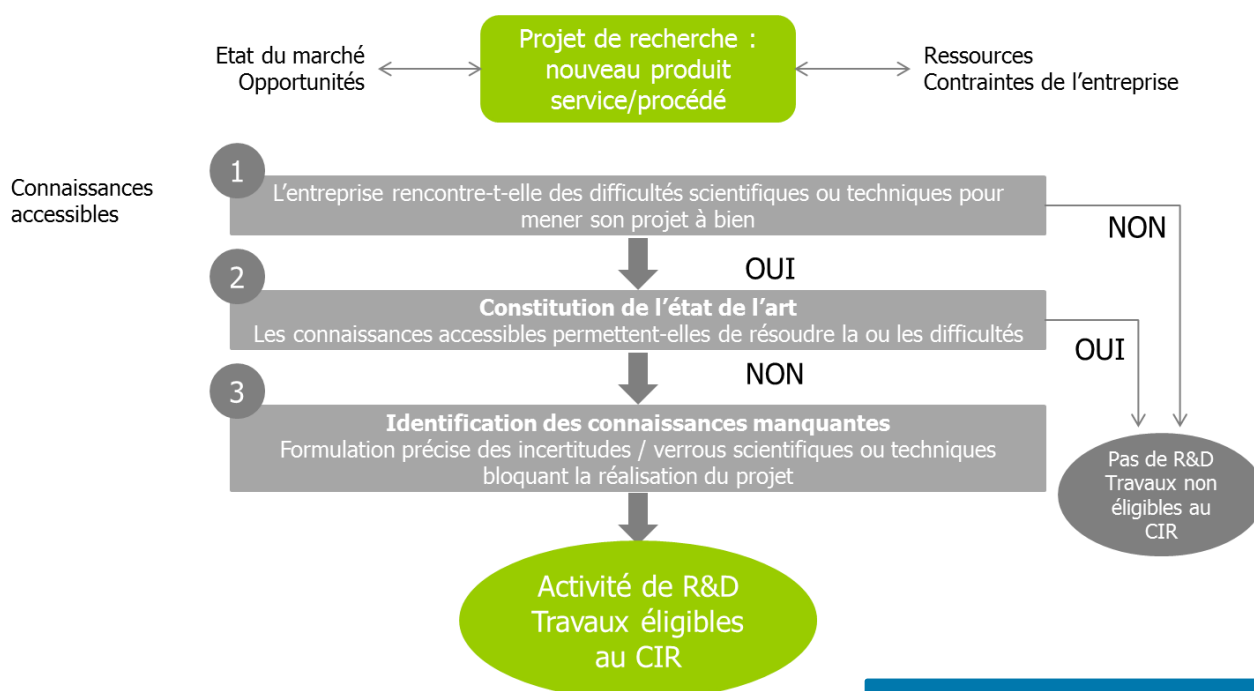 Etat du marché
Opportunités
Projet de recherche :
nouveau produit
service/procédé
Ressources
Contraintes de l'entreprise
Connaissances
accessibles
1
L'entreprise rencontre-t-elle des difficultés scientifiques ou techniques pour
mener son projet à bien
NON
OUI
2
Constitution de l'état de l'art
Les connaissances accessibles permettent-elles de résoudre la ou les difficultés
OUI
NON
3
Identification des connaissances manquantes
Formulation précise des incertitudes / verrous scientifiques ou techniques
bloquant la réalisation du projet
Pas de R&D
Travaux non
éligibles au
CIR
Activité de R&D
Travaux éligibles
au CIR